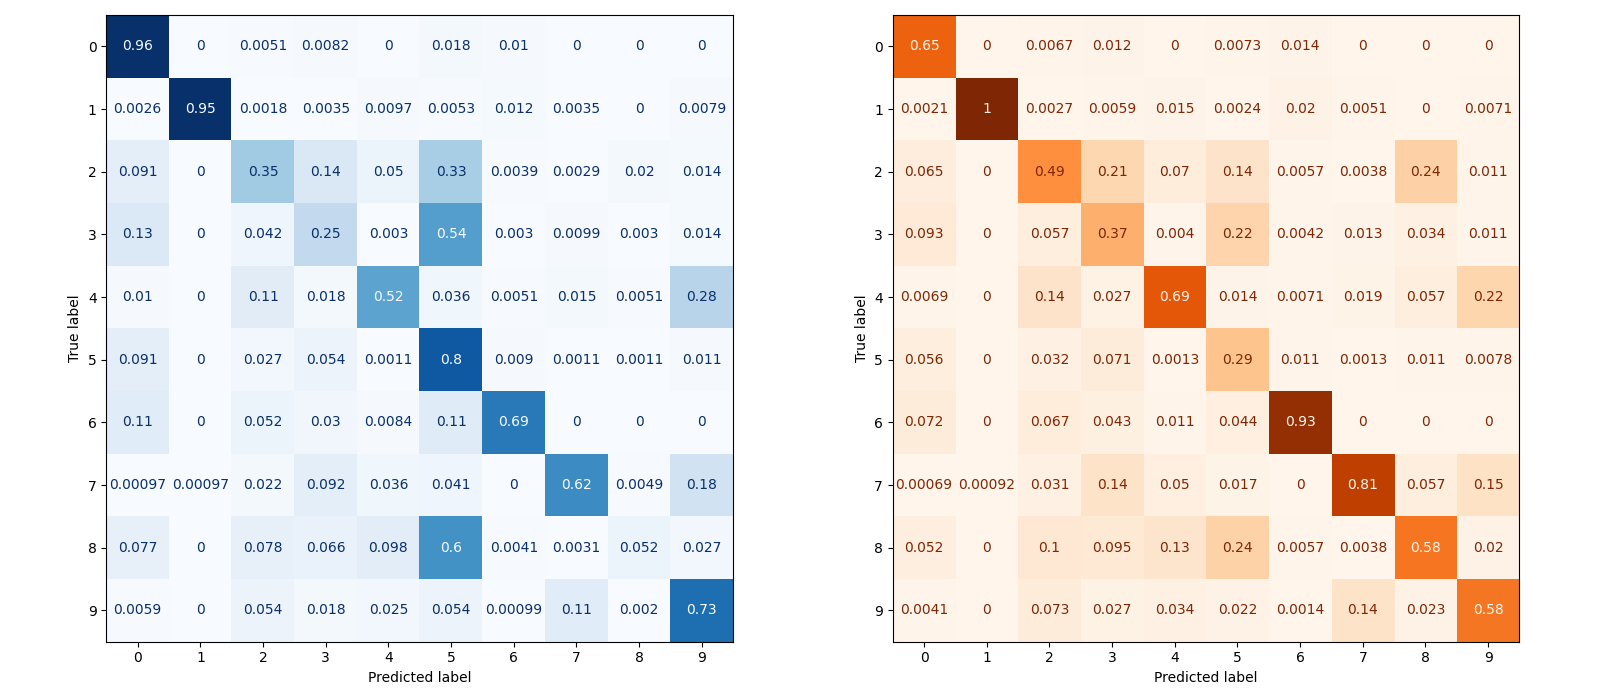 0 0.96 0 0.0051 0.0082 0 0.018 0.01 0 0 0
1 0.0026 0.95 0.0018 0.0035 0.0097 0.0053 0.012 0.0035 0 0.0079
2 0.091 0 0.35 0.14 0.05 0.33 0.0039 0.0029 0.02 0.014
3 0.13 0 0.042 0.25 0.003 0.54 0.003 0.0099 0.003 0.014
4 0.01 0 0.11 0.018 0.52 0.036 0.0051 0.015 0.0051 0.28
5 0.091 0 0.027 0.054 0.0011 0.8 0.009 0.0011 0.0011 0.011
6 0.11 0 0.052 0.03 0.0084 0.11 0.69 0 0 0
7 0.00097 0.00097 0.022 0.092 0.036 0.041 0 0.62 0.0049 0.18
8 0.077 0 0.078 0.066 0.098 0.6 0.0041 0.0031 0.052 0.027
9 0.0059 0 0.054 0.018 0.025 0.054 0.00099 0.11 0.002 0.73
0 1 2 3 4 5 6 7 8 9
Predicted label
True label
0 0.65 0 0.0067 0.012 0 0.0073 0.014 0 0 0
1 0.0021 1 0.0027 0.0059 0.015 0.0024 0.02 0.0051 0 0.0071
2 0.065 0 0.49 0.21 0.07 0.14 0.0057 0.0038 0.24 0.011
3 0.093 0 0.057 0.37 0.004 0.22 0.0042 0.013 0.034 0.011
4 0.0069 0 0.14 0.027 0.69 0.014 0.0071 0.019 0.057 0.22
5 0.056 0 0.032 0.071 0.0013 0.29 0.011 0.0013 0.011 0.0078
6 0.072 0 0.067 0.043 0.011 0.044 0.93 0 0 0
7 0.00069 0.00092 0.031 0.14 0.05 0.017 0 0.81 0.057 0.15
8 0.052 0 0.1 0.095 0.13 0.24 0.0057 0.0038 0.58 0.02
9 0.0041 0 0.073 0.027 0.034 0.022 0.0014 0.14 0.023 0.58
0 1 2 3 4 5 6 7 8 9
Predicted label
True label